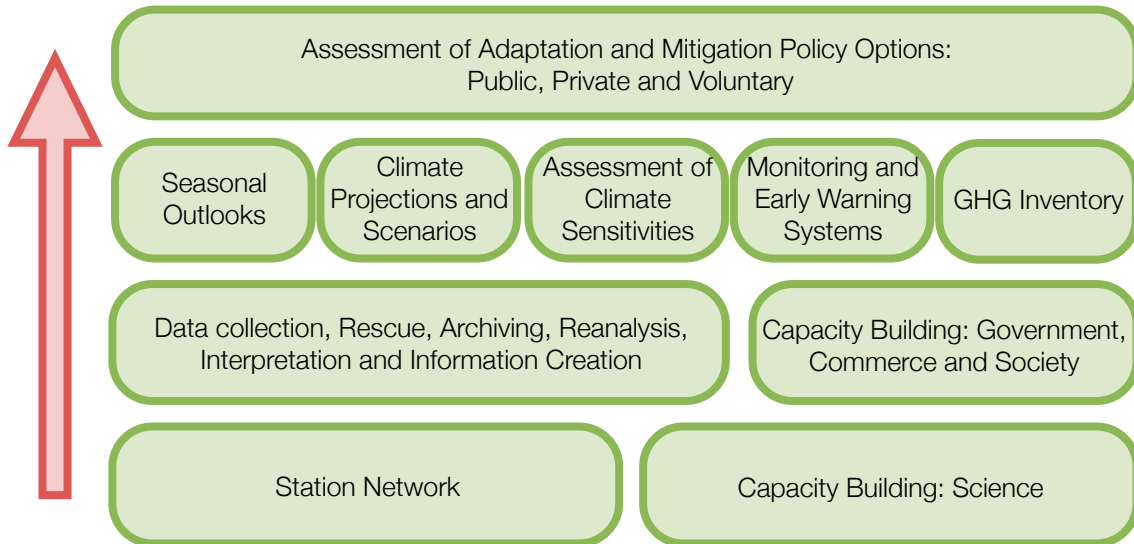 Assessment of Adaptation and Mitigation Policy Options:
Public, Private and Voluntary
Seasonal
Outlooks
Climate
Projections and
Scenarios
Assessment of
Climate
Sensitivities
Monitoring and
Early Warning
Systems
GHG Inventory
Data collection, Rescue, Archiving, Reanalysis,
Interpretation and Information Creation
Capacity Building: Government,
Commerce and Society
Station Network
Capacity Building: Science